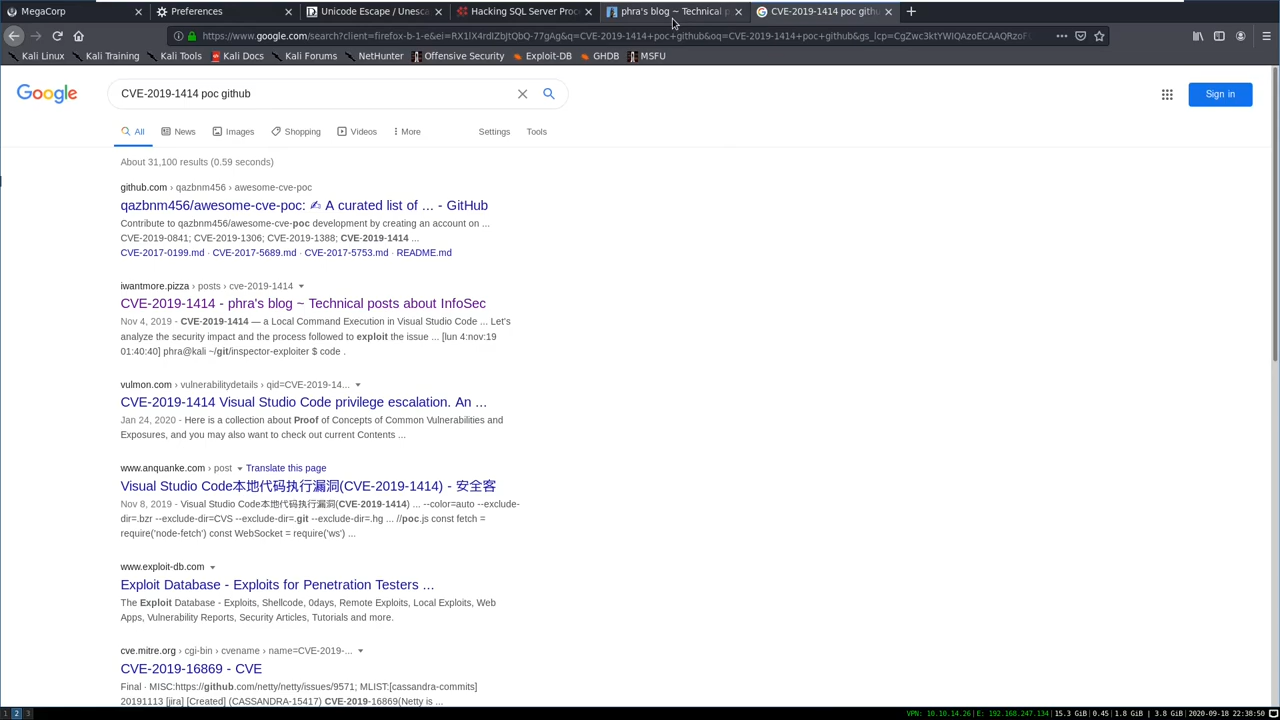 MegaCorp
Preferences
Unicode Escape / Unesca
Hacking SQL Server Proc
phra's blog ~ Technical p
CVE-2019-1414 poc github
https://www.google.com/search?client=firefox-b-1-e&ei=RX1lX4rdIZbJtQbQ-77gAg&q=CVE-2019-1414+poc+github&oq=CVE-2019-1414+poc+github&gs_lcp=CgZwc3ktYWIQAzoECAAQRzoF
Kali Linux
Kali Training
Kali Tools
Kali Docs
Kali Forums
NetHunter
Offensive Security
Exploit-DB
GHDB
MSFU
Google
CVE-2019-1414 poc github
Sign in
All
News
Images
Shopping
Videos
More
Settings
Tools
About 31,100 results (0.59 seconds)
github.com › qazbnm456 › awesome-cve-poc
qazbnm456/awesome-cve-poc: ✍ A curated list of ... - GitHub
Contribute to qazbnm456/awesome-cve-poc development by creating an account on ...
CVE-2019-0841; CVE-2019-1306; CVE-2019-1388; CVE-2019-1414 ...
CVE-2017-0199.md · CVE-2017-5689.md · CVE-2017-5753.md · README.md
iwantmore.pizza › posts › cve-2019-1414
CVE-2019-1414 - phra's blog ~ Technical posts about InfoSec
Nov 4, 2019 - CVE-2019-1414 — a Local Command Execution in Visual Studio Code ... Let's
analyze the security impact and the process followed to exploit the issue ... [lun 4:nov:19
01:40:40] phra@kali ~/git/inspector-exploiter $ code .
vulmon.com › vulnerabilitydetails › qid=CVE-2019-14...
CVE-2019-1414 Visual Studio Code privilege escalation. An ...
Jan 24, 2020 - Here is a collection about Proof of Concepts of Common Vulnerabilities and
Exposures, and you may also want to check out current Contents ...
www.anquanke.com › post
Translate this page
Visual Studio Code本地代码执行漏洞(CVE-2019-1414) - 安全客
Nov 8, 2019 - Visual Studio Code本地代码执行漏洞(CVE-2019-1414) ... --color=auto --exclude-
dir=.bzr --exclude-dir=CVS --exclude-dir=.git --exclude-dir=.hg ... //poc.js const fetch =
require('node-fetch') const WebSocket = require('ws') ...
www.exploit-db.com
Exploit Database - Exploits for Penetration Testers ...
The Exploit Database - Exploits, Shellcode, 0days, Remote Exploits, Local Exploits, Web
Apps, Vulnerability Reports, Security Articles, Tutorials and more.
cve.mitre.org › cgi-bin › cvename › name=CVE-2019-...
CVE-2019-16869 - CVE
Final · MISC:https://github.com/netty/netty/issues/9571; MLIST:[cassandra-commits]
20191113 [jira] [Created] (CASSANDRA-15417) CVE-2019-16869(Netty is ...
1 2 3
VPN: 10.10.14.26 | E: 192.168.247.134 | 15.3 GiB | 0.45 | 1.8 GiB | 3.8 GiB | 2020-09-18 22:38:50